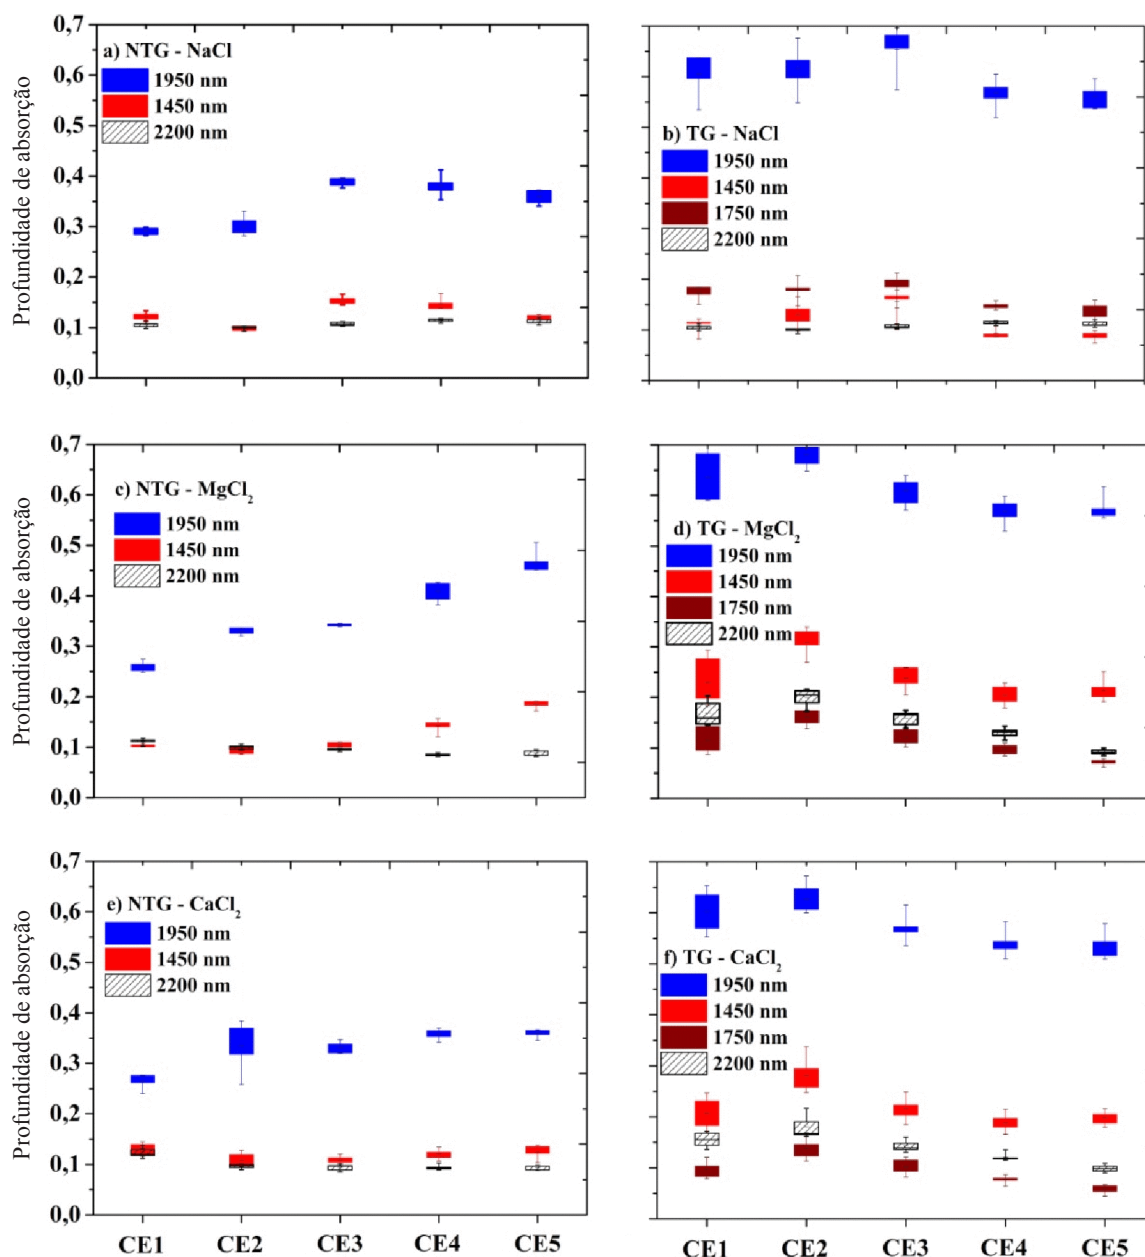 Profundidade de absorção
0,7
0,6
0,5
0,4
0,3
0,2
0,1
0,0
a) NTG - NaCl
1950 nm
1450 nm
2200 nm
b) TG - NaCl
1950 nm
1450 nm
1750 nm
2200 nm
Profundidade de absorção
0,7
0,6
0,5
0,4
0,3
0,2
0,1
0,0
c) NTG - MgCl2
1950 nm
1450 nm
2200 nm
d) TG - MgCl2
1950 nm
1450 nm
1750 nm
2200 nm
Profundidade de absorção
0,7
0,6
0,5
0,4
0,3
0,2
0,1
0,0
e) NTG - CaCl2
1950 nm
1450 nm
2200 nm
CE1 CE2 CE3 CE4 CE5
f) TG - CaCl2
1950 nm
1450 nm
1750 nm
2200 nm
CE1 CE2 CE3 CE4 CE5